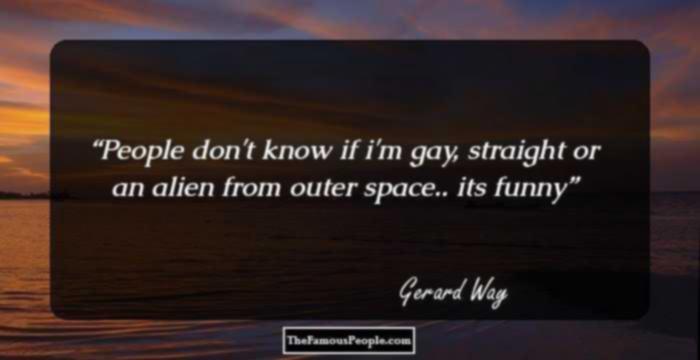 “People don't know if i'm gay, straight or
an alien from outer space.. its funny”
Gerard Way
TheFamousPeople.com